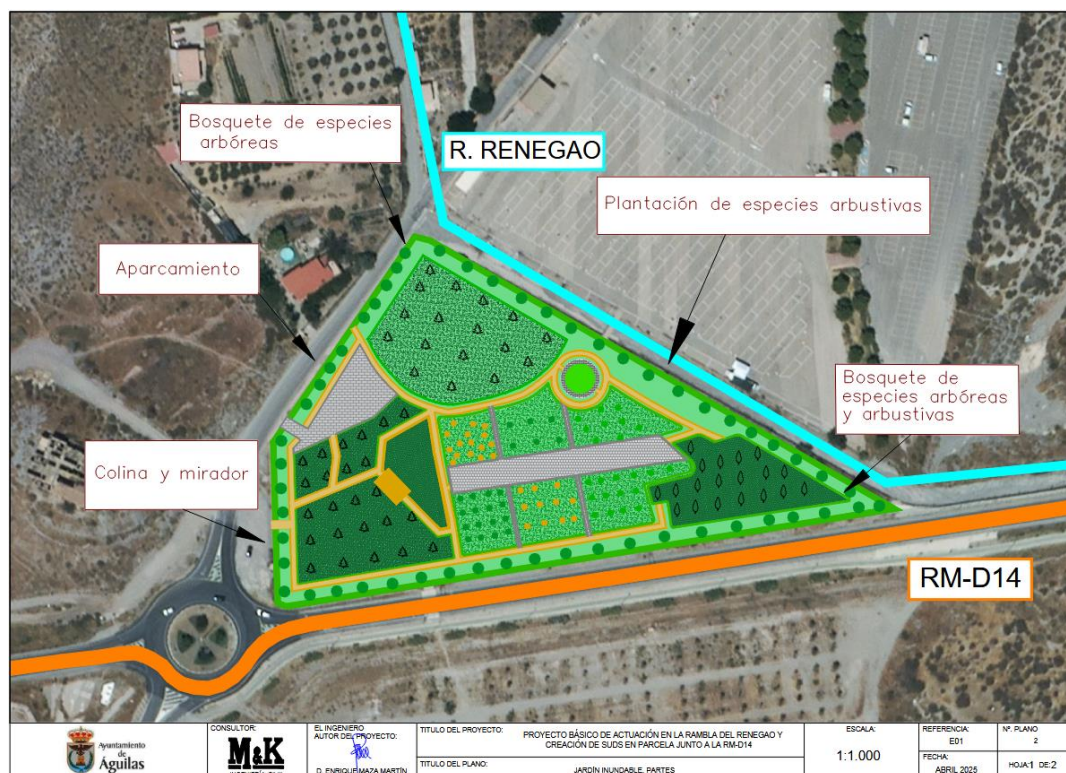 Bosquete de especies
arbóreas
R. RENEGAO
Plantación de especies arbustivas
Aparcamiento
Bosquete de
especies arbóreas
y arbustivas
Colina y mirador
RM-D14
Ayuntamiento
de
Águilas
CONSULTOR:
M&K
INGENIERÍA CIVIL
EL INGENIERO
AUTOR DEL PROYECTO:
D. ENRIQUE MAZA MARTÍN
TITULO DEL PROYECTO:
PROYECTO BÁSICO DE ACTUACIÓN EN LA RAMBLA DEL RENEGAO Y
CREACIÓN DE SUDS EN PARCELA JUNTO A LA RM-D14
TITULO DEL PLANO:
JARDÍN INUNDABLE. PARTES
ESCALA:
1:1.000
REFERENCIA:
E01
FECHA:
ABRIL 2025
Nº. PLANO
2
HOJA:1 DE:2